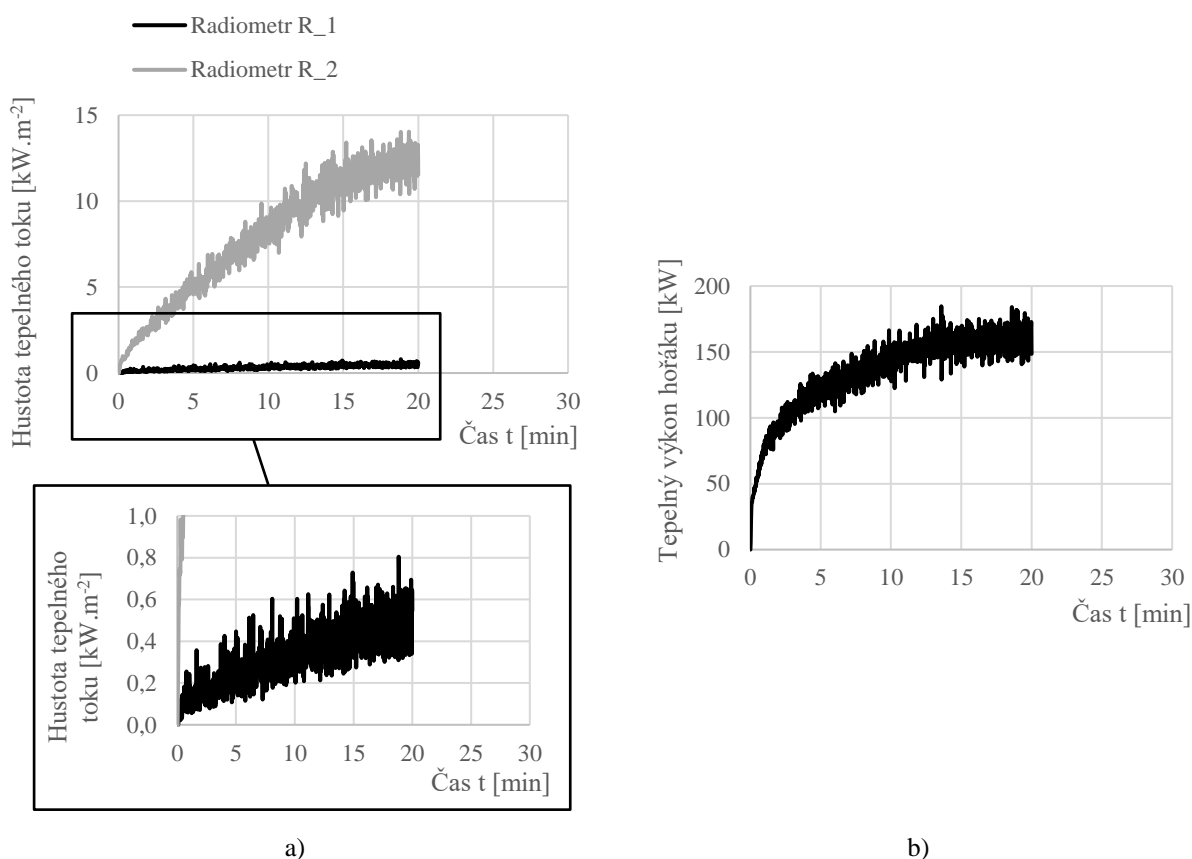 Radiometr R_1
Radiometr R_2
Hustota tepelného toku [kW.m-2]
15
10
5
0
0 5 10 15 20 25 30
Čas t [min]
Hustota tepelného
toku [kW.m-2]
1,0
0,8
0,6
0,4
0,2
0,0
0 5 10 15 20 25 30
Čas t [min]
a)
Tepelný výkon hořáku [kW]
200
150
100
50
0
0 5 10 15 20 25 30
Čas t [min]
b)